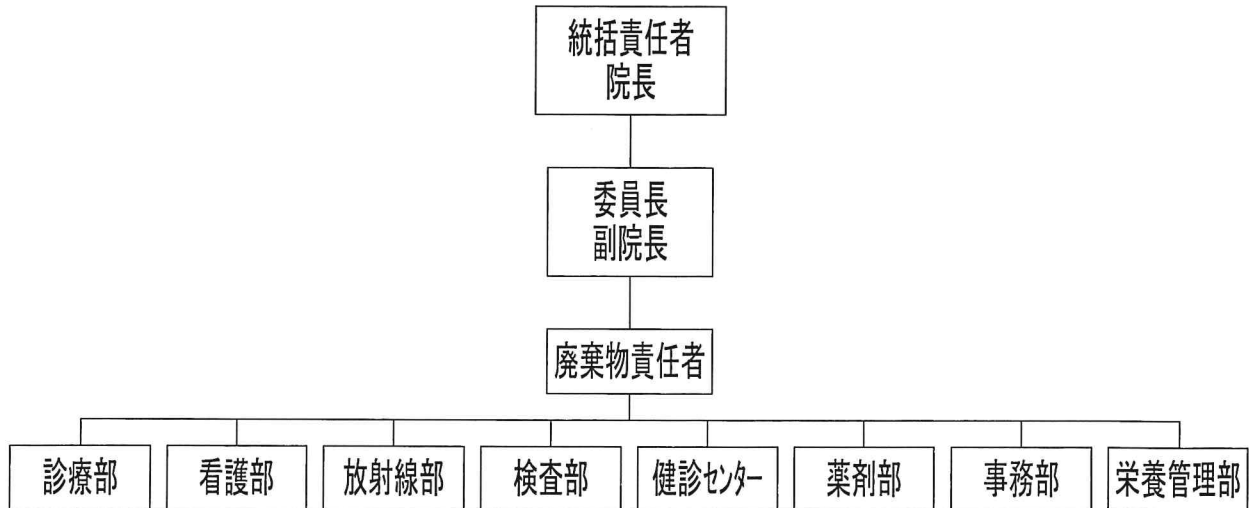 統括責任者
院長
委員長
副院長
廃棄物責任者
診療部
看護部
放射線部
検査部
健診センター
薬剤部
事務部
栄養管理部